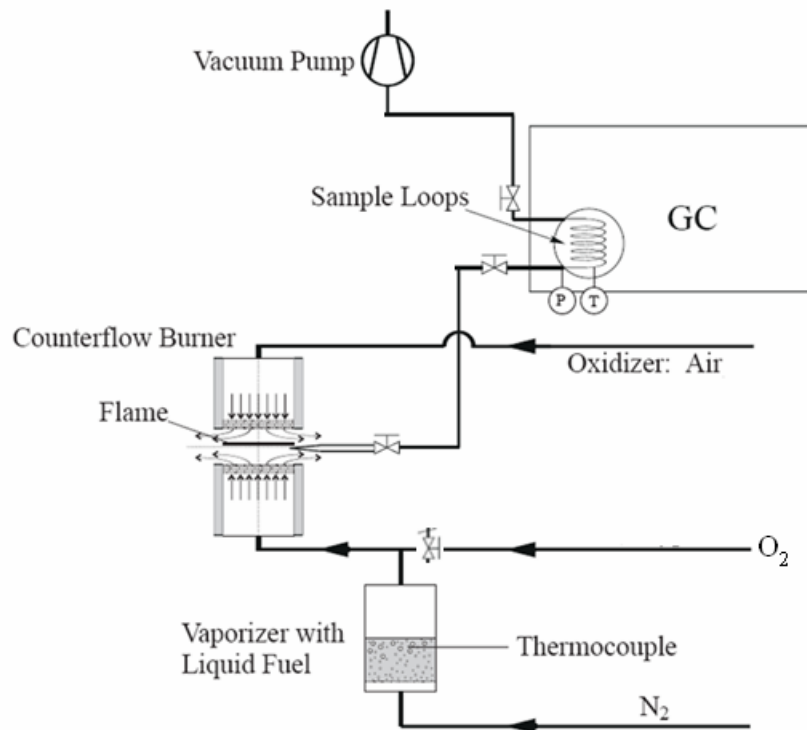 Vacuum Pump
Sample Loops
GC
P
T
Counterflow Burner
Oxidizer: Air
Flame
O₂
Vaporizer with
Liquid Fuel
Thermocouple
N₂